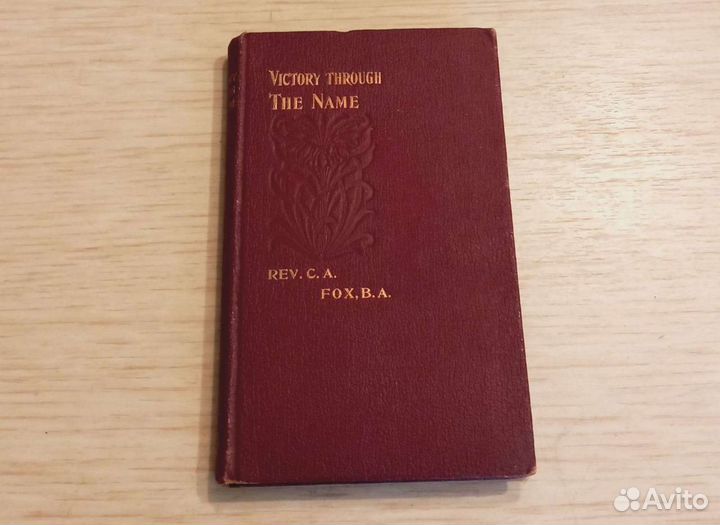 VICTORY THROUGH
THE NAME
REV. C. A.
FOX, B.A.
Avito